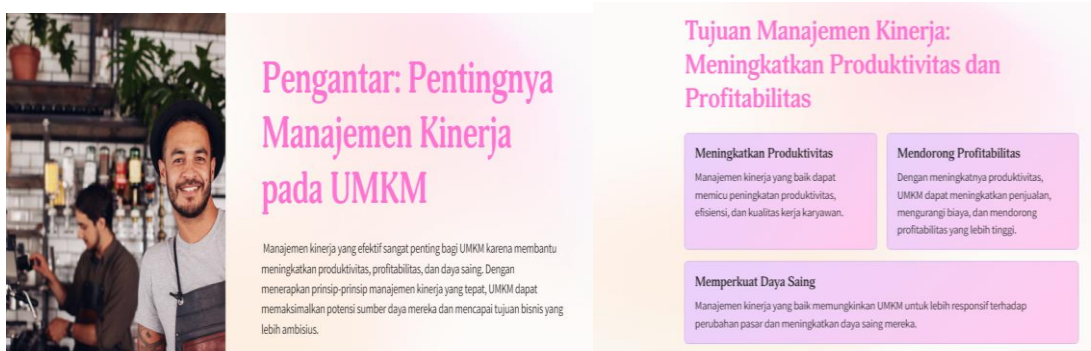 Pengantar: Pentingnya
Manajemen Kinerja
pada UMKM
Manajemen kinerja yang efektif sangat penting bagi UMKM karena membantu
meningkatkan produktivitas, profitabilitas, dan daya saing. Dengan
menerapkan prinsip-prinsip manajemen kinerja yang tepat, UMKM dapat
memaksimalkan potensi sumber daya mereka dan mencapai tujuan bisnis yang
lebih ambisius.
Tujuan Manajemen Kinerja:
Meningkatkan Produktivitas dan
Profitabilitas
Meningkatkan Produktivitas
Manajemen kinerja yang baik dapat
memicu peningkatan produktivitas,
efisiensi, dan kualitas kerja karyawan.
Mendorong Profitabilitas
Dengan meningkatnya produktivitas,
UMKM dapat meningkatkan penjualan,
mengurangi biaya, dan mendorong
profitabilitas yang lebih tinggi.
Memperkuat Daya Saing
Manajemen kinerja yang baik memungkinkan UMKM untuk lebih responsif terhadap
perubahan pasar dan meningkatkan daya saing mereka.